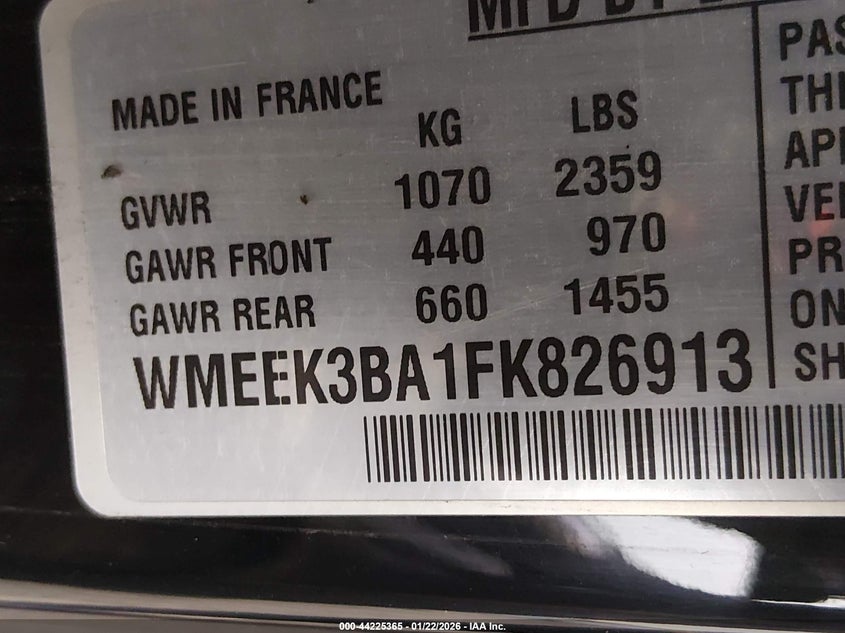 MFD BY
MADE IN FRANCE
KG LBS
GVWR 1070 2359
GAWR FRONT 440 970
GAWR REAR 660 1455
WMEEK3BA1FK826913
000-44225365 - 01/22/2026 - IAA Inc.